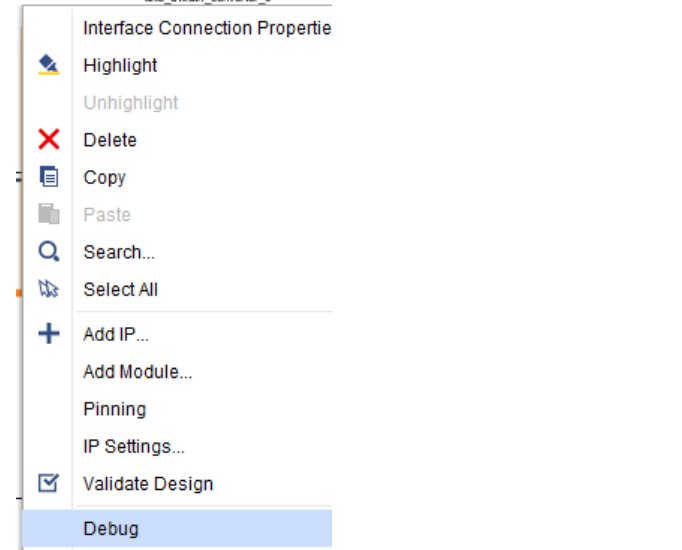 Interface Connection Propertie
Highlight
Unhighlight
Delete
Copy
Paste
Search...
Select All
Add IP...
Add Module...
Pinning
IP Settings...
Validate Design
Debug